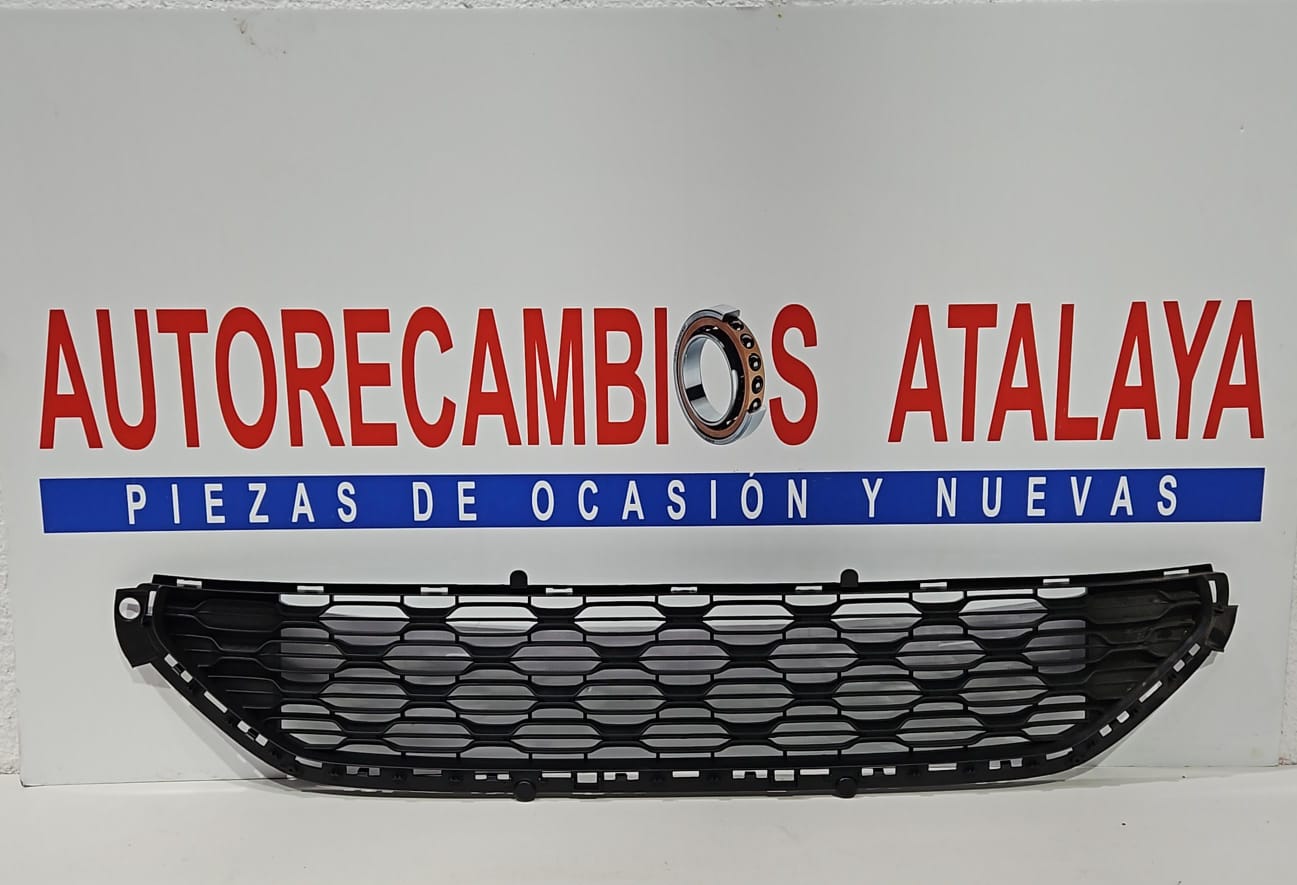 AUTORECAMBIOS ATALAYA
PIEZAS DE OCASIÓN Y NUEVAS